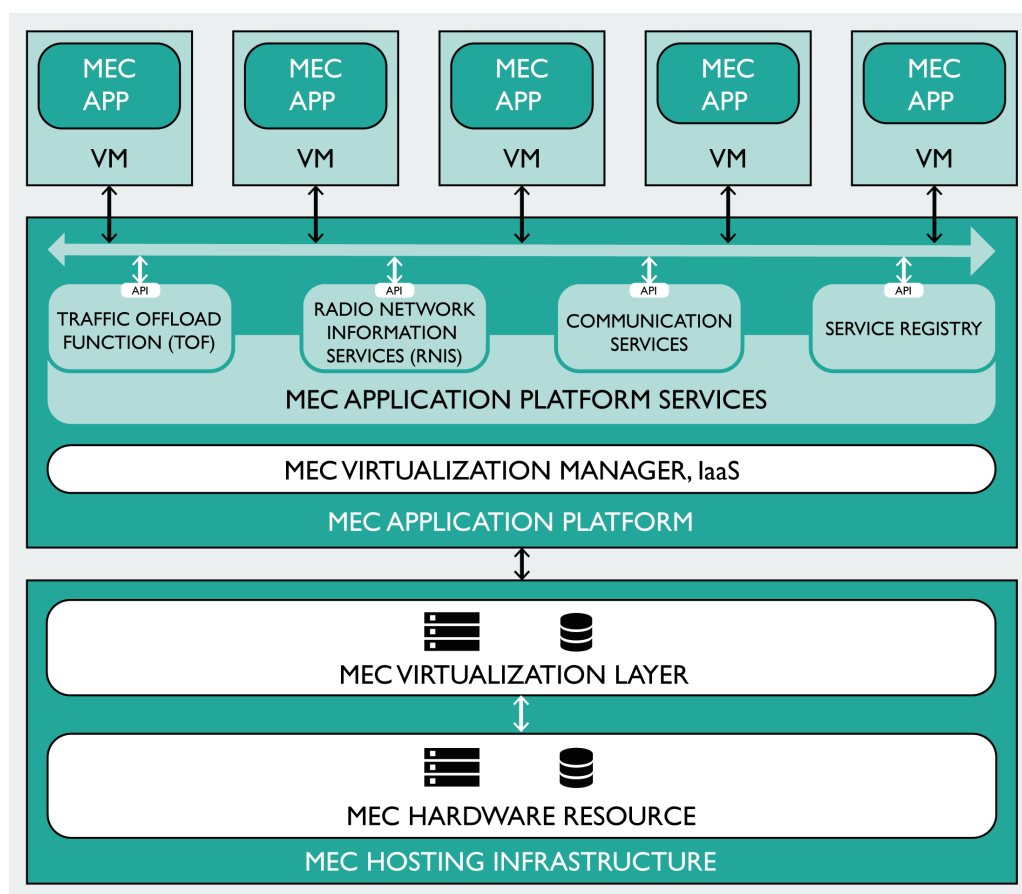 MEC
APP
VM
MEC
APP
VM
MEC
APP
VM
MEC
APP
VM
MEC
APP
VM
API
TRAFFIC OFFLOAD
FUNCTION (TOF)
API
RADIO NETWORK
INFORMATION
SERVICES (RNIS)
API
COMMUNICATION
SERVICES
API
SERVICE REGISTRY
MEC APPLICATION PLATFORM SERVICES
MEC VIRTUALIZATION MANAGER, IaaS
MEC APPLICATION PLATFORM
MEC VIRTUALIZATION LAYER
MEC HARDWARE RESOURCE
MEC HOSTING INFRASTRUCTURE